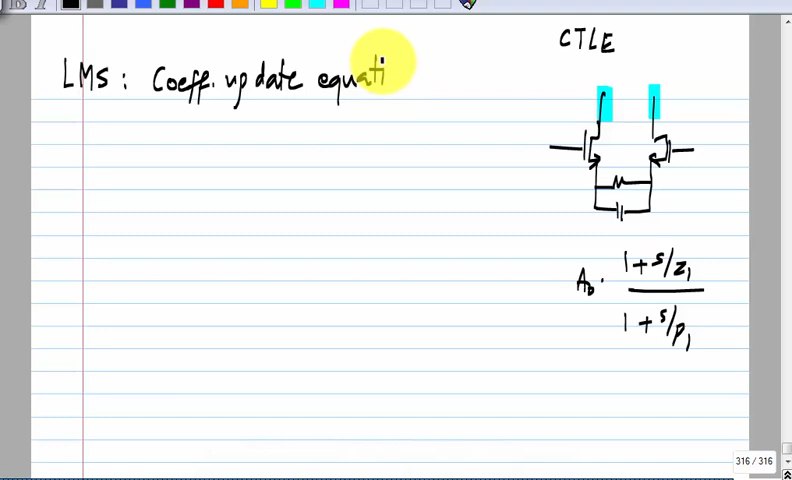 CTLE
LMS: Coeff. update equati
A₀. (1 + s/z₁
1 + s/p₁
316 / 316